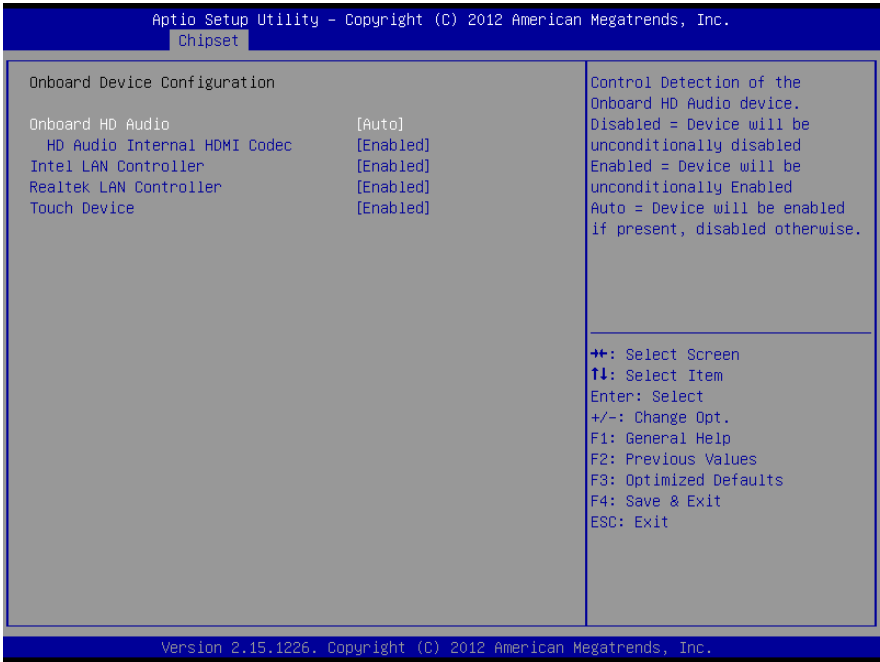 Aptio Setup Utility – Copyright (C) 2012 American Megatrends, Inc.
Chipset
Onboard Device Configuration
Onboard HD Audio [Auto]
HD Audio Internal HDMI Codec [Enabled]
Intel LAN Controller [Enabled]
Realtek LAN Controller [Enabled]
Touch Device [Enabled]
Control Detection of the
Onboard HD Audio device.
Disabled = Device will be
unconditionally disabled
Enabled = Device will be
unconditionally Enabled
Auto = Device will be enabled
if present, disabled otherwise.
→←: Select Screen
↑↓: Select Item
Enter: Select
+/-: Change Opt.
F1: General Help
F2: Previous Values
F3: Optimized Defaults
F4: Save & Exit
ESC: Exit
Version 2.15.1226. Copyright (C) 2012 American Megatrends, Inc.